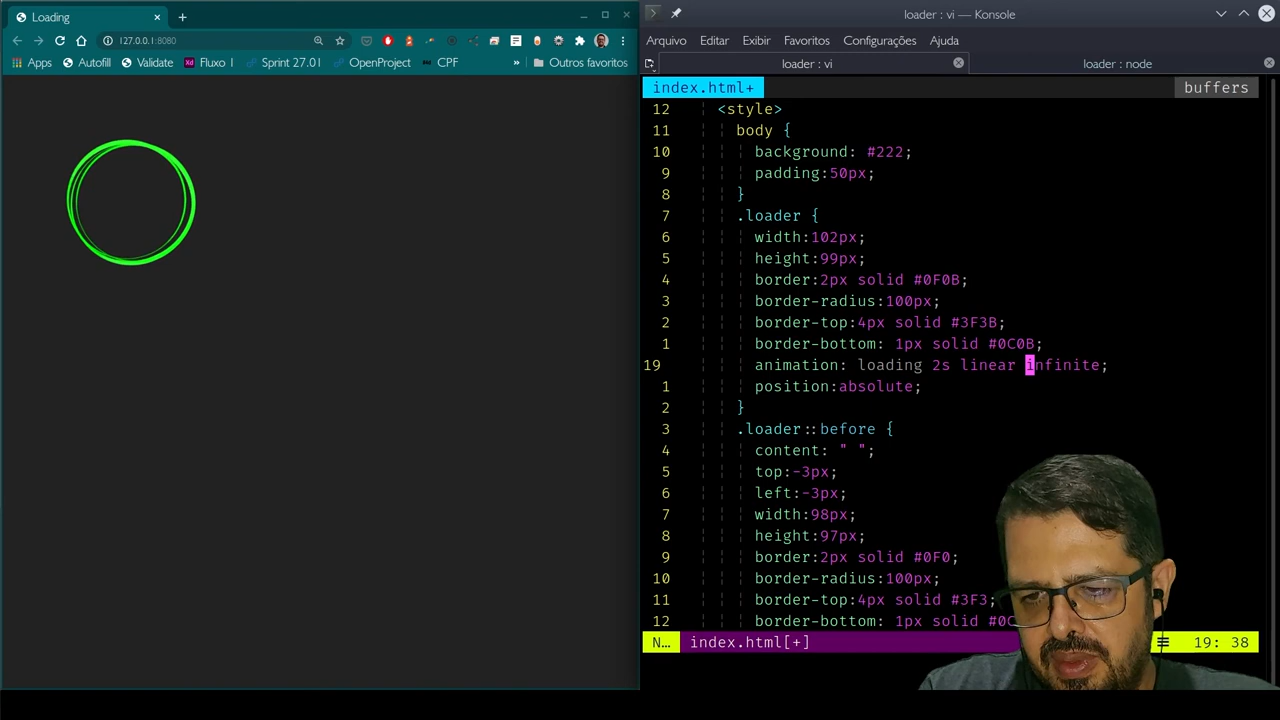 Loading
127.0.0.1:8080
Apps Autofill Validate Fluxo 1 Sprint 27.01 OpenProject CPF » Outros favoritos
loader : vi — Konsole
Arquivo Editar Exibir Favoritos Configurações Ajuda
loader : vi loader : node
index.html+ buffers
12 <style>
11 body {
10 background: #222;
9 padding:50px;
8 }
7 .loader {
6 width:102px;
5 height:99px;
4 border:2px solid #0F0B;
3 border-radius:100px;
2 border-top:4px solid #3F3B;
1 border-bottom: 1px solid #0C0B;
19 animation: loading 2s linear infinite;
1 position:absolute;
2 }
3 .loader::before {
4 content: " ";
5 top:-3px;
6 left:-3px;
7 width:98px;
8 height:97px;
9 border:2px solid #0F0;
10 border-radius:100px;
11 border-top:4px solid #3F3;
12 border-bottom: 1px solid
N… index.html[+] 19: 38